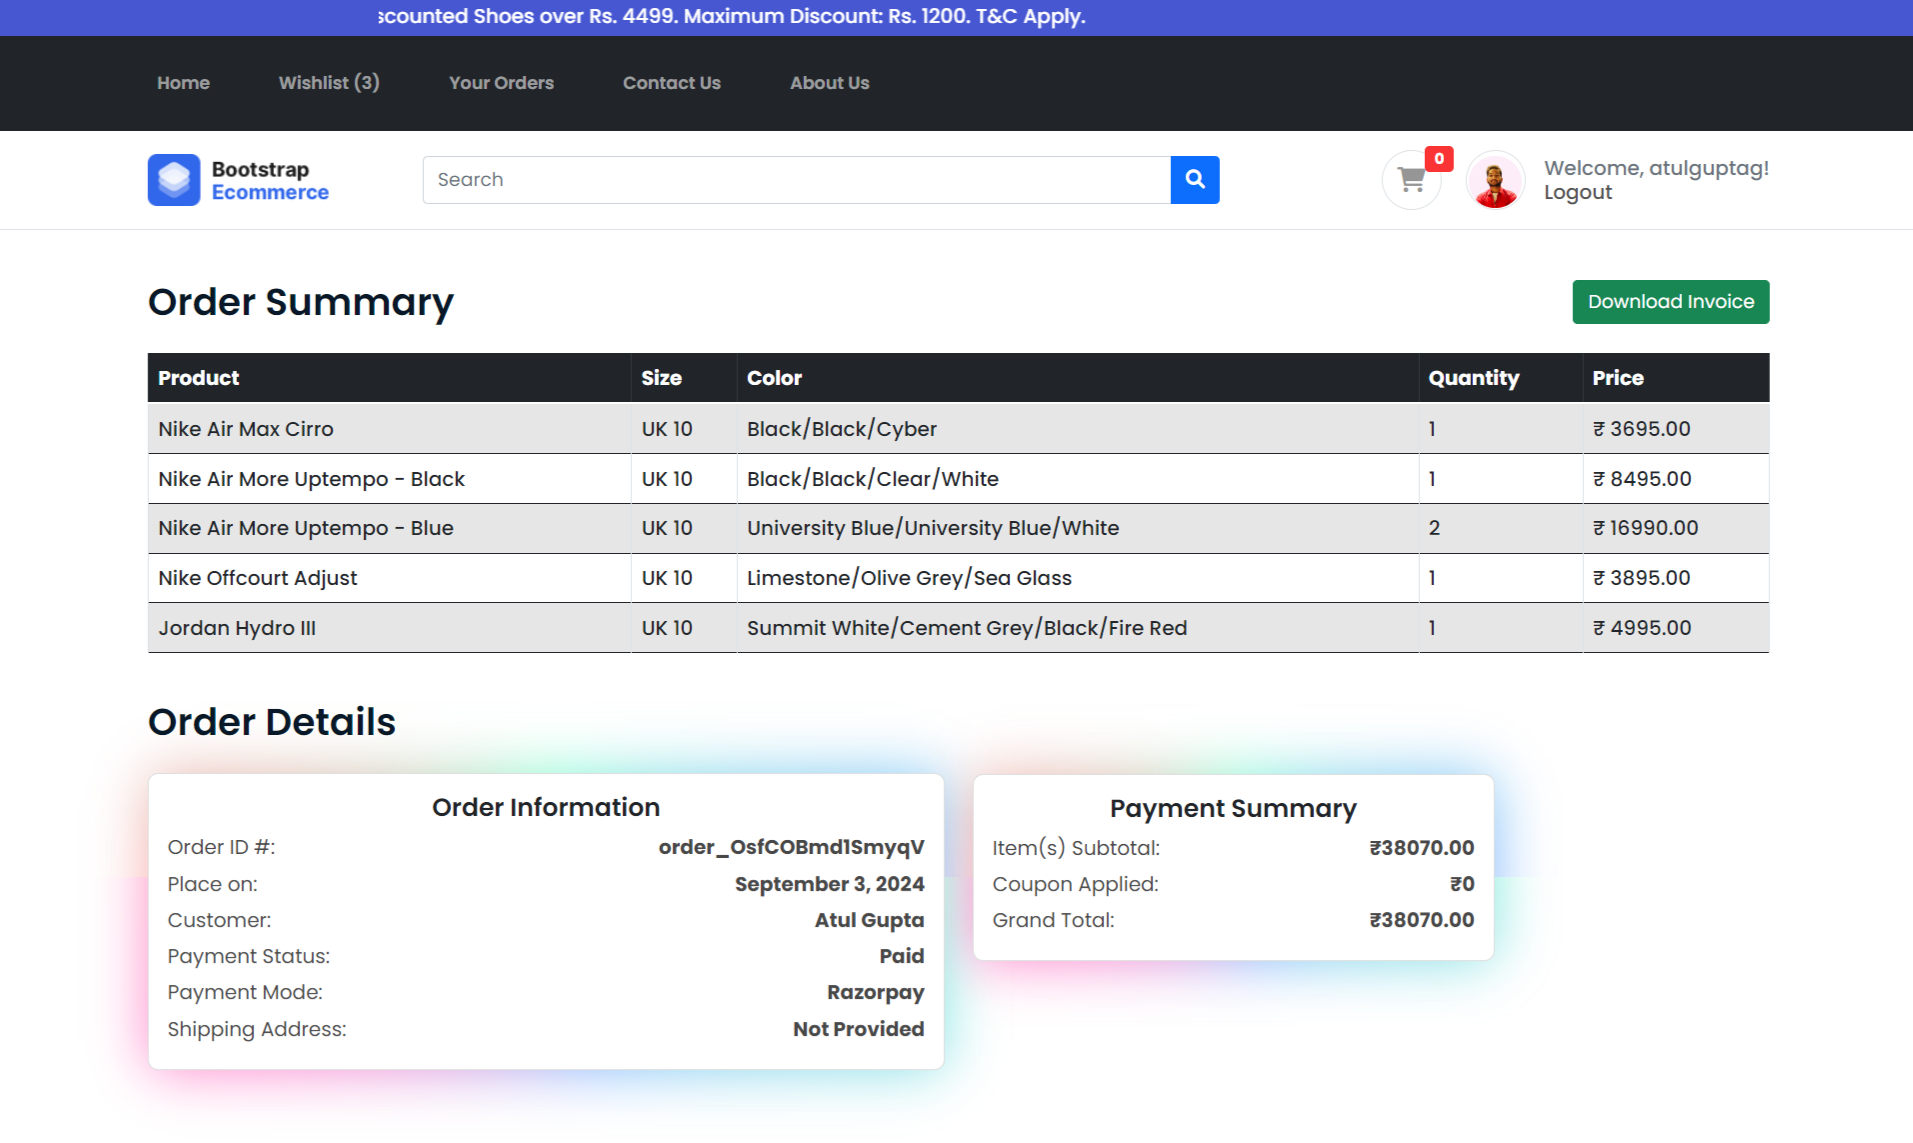 scounted Shoes over Rs. 4499. Maximum Discount: Rs. 1200. T&C Apply.
Home Wishlist (3) Your Orders Contact Us About Us
Bootstrap
Ecommerce
Search
0
Welcome, atulguptag!
Logout
Order Summary
Download Invoice
Product Size Color Quantity Price
Nike Air Max Cirro UK 10 Black/Black/Cyber 1 ₹ 3695.00
Nike Air More Uptempo - Black UK 10 Black/Black/Clear/White 1 ₹ 8495.00
Nike Air More Uptempo - Blue UK 10 University Blue/University Blue/White 2 ₹ 16990.00
Nike Offcourt Adjust UK 10 Limestone/Olive Grey/Sea Glass 1 ₹ 3895.00
Jordan Hydro III UK 10 Summit White/Cement Grey/Black/Fire Red 1 ₹ 4995.00
Order Details
Order Information
Order ID #: order_OsfCOBmd1SmyqV
Place on: September 3, 2024
Customer: Atul Gupta
Payment Status: Paid
Payment Mode: Razorpay
Shipping Address: Not Provided
Payment Summary
Item(s) Subtotal: ₹38070.00
Coupon Applied: ₹0
Grand Total: ₹38070.00